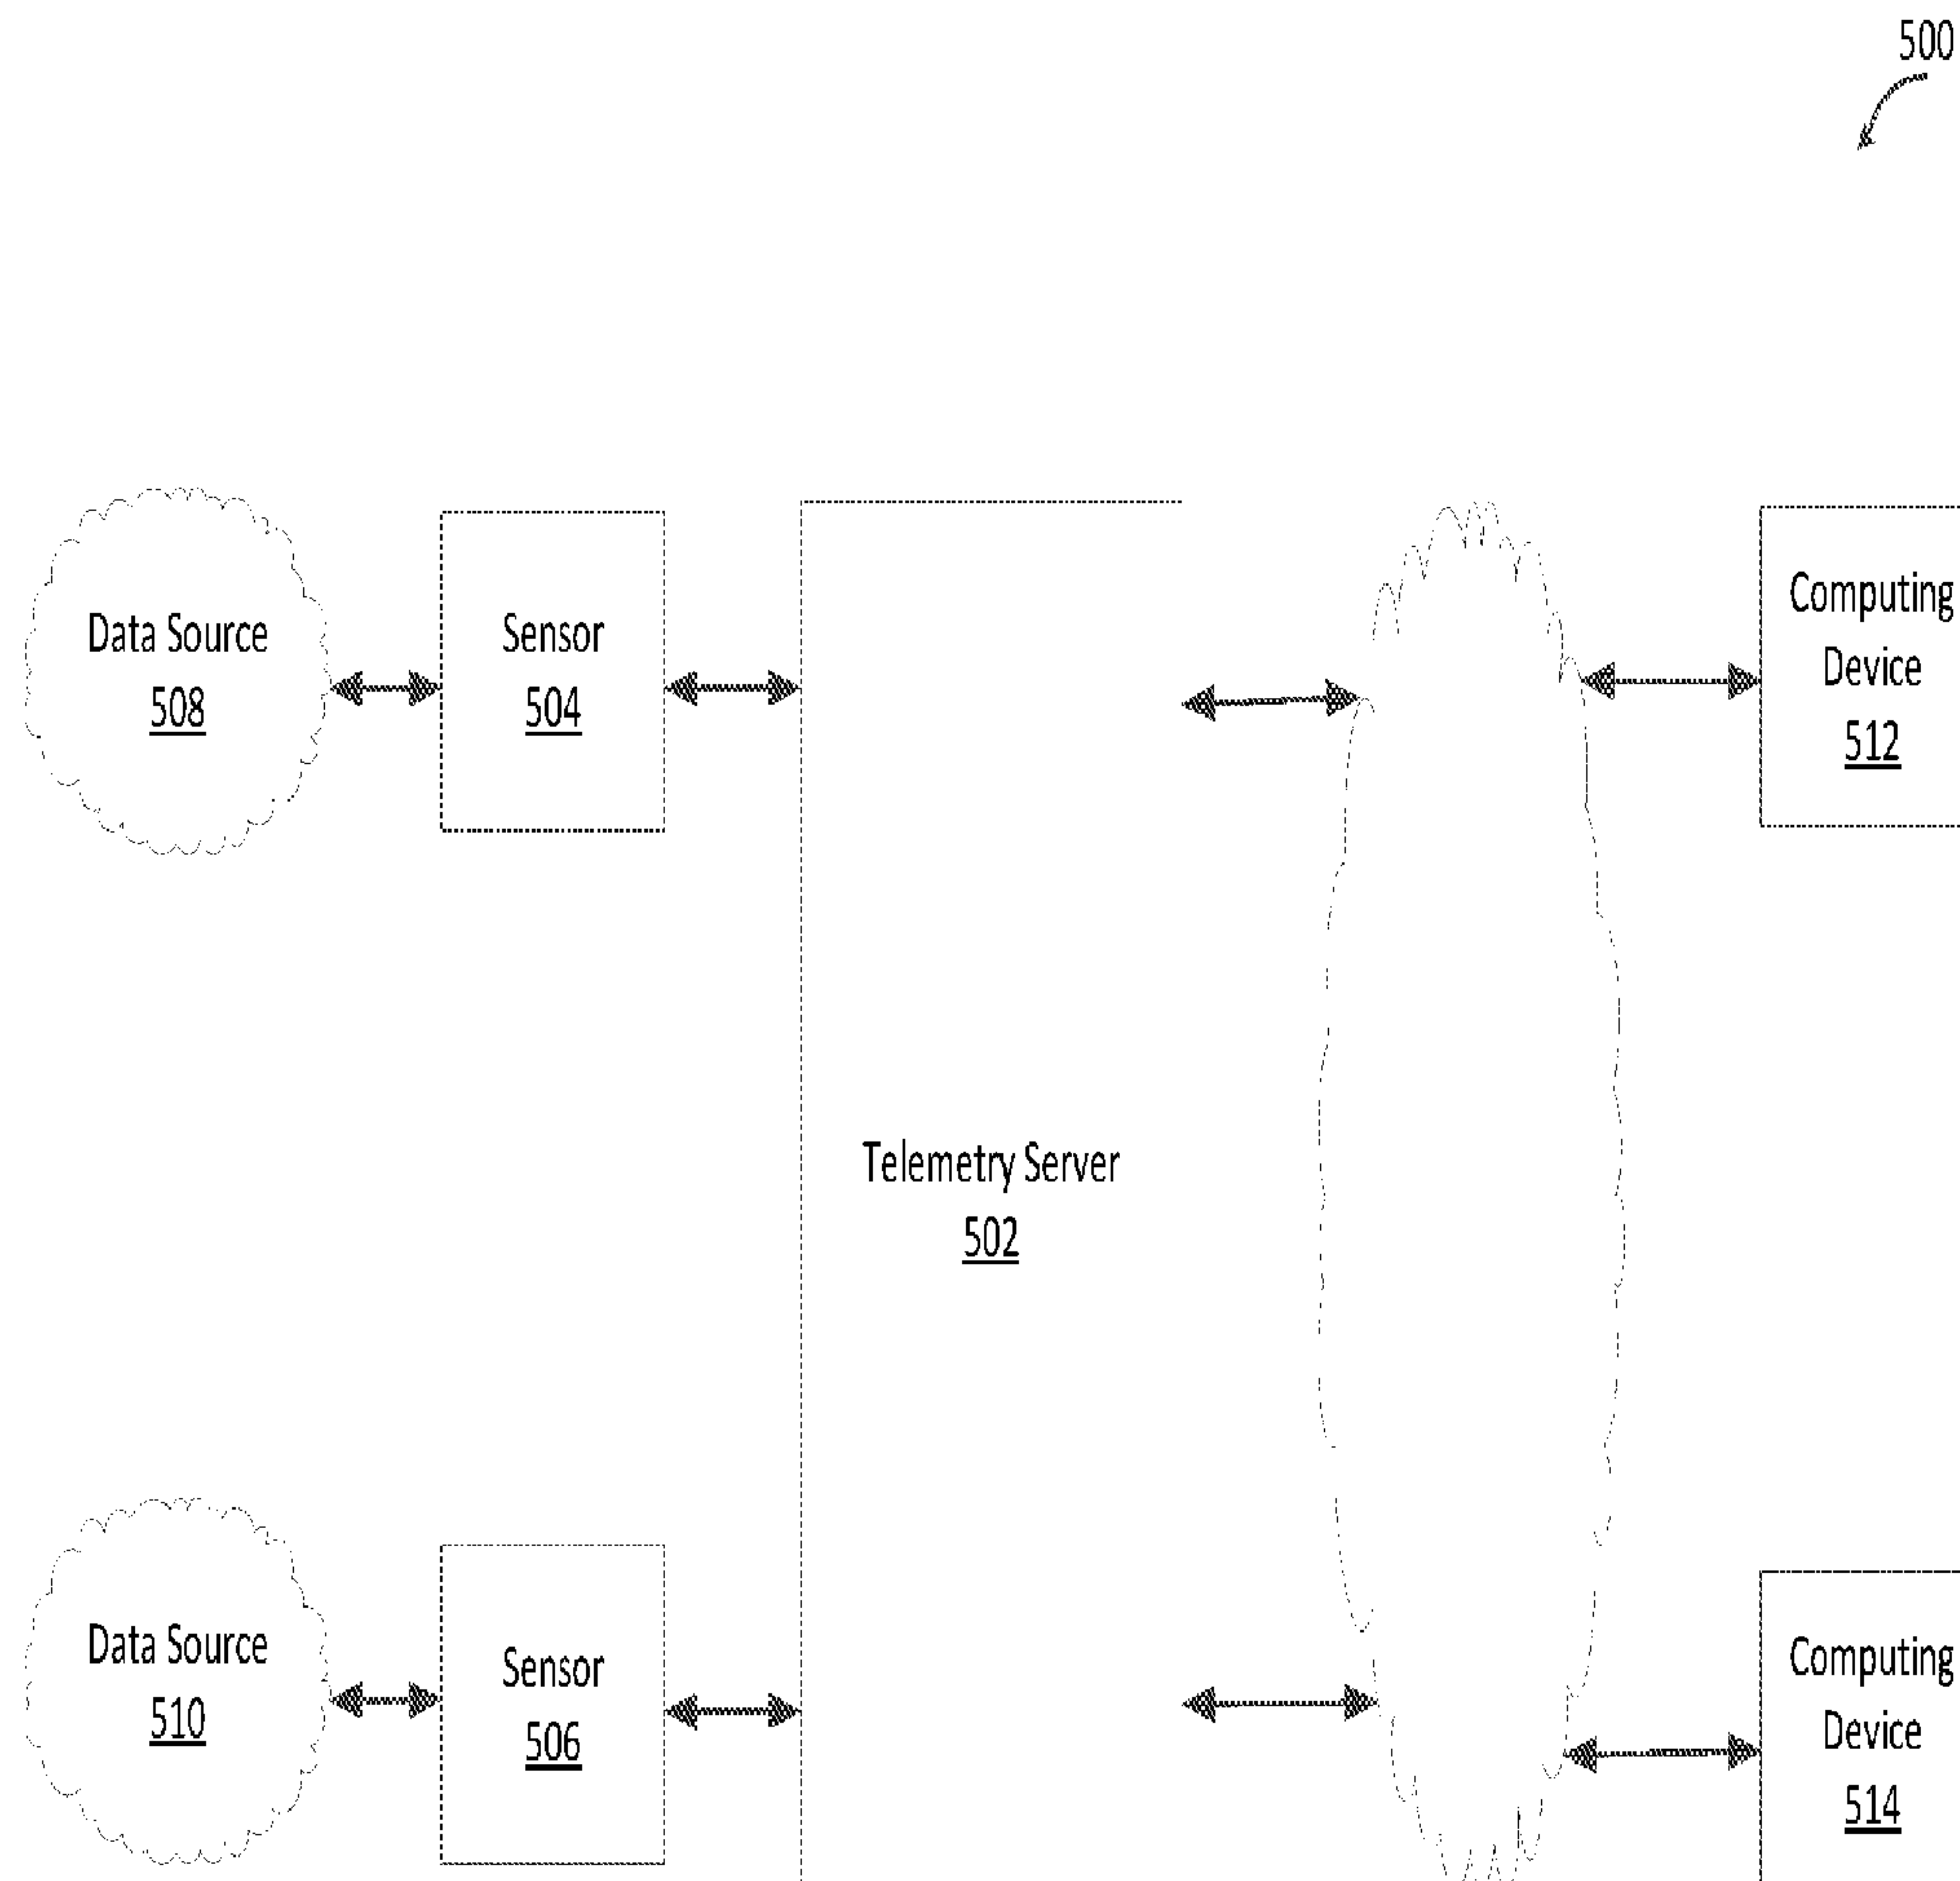 500
Data Source
508
Sensor
504
Computing
Device
512
Telemetry Server
502
Data Source
510
Sensor
506
Computing
Device
514